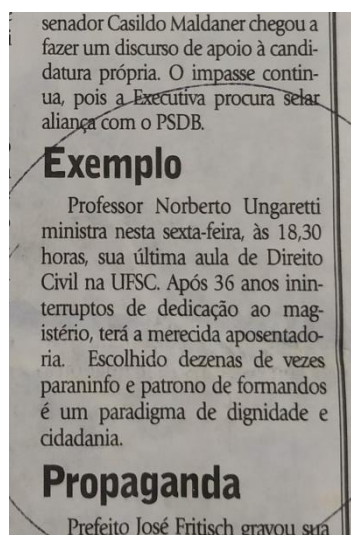 senador Casildo Maldaner chegou a
fazer um discurso de apoio à candi-
datura própria. O impasse contin-
ua, pois a Executiva procura selar
aliança com o PSDB.
Exemplo
Professor Norberto Ungaretti
ministra nesta sexta-feira, às 18,30
horas, sua última aula de Direito
Civil na UFSC. Após 36 anos inin-
terruptos de dedicação ao mag-
istério, terá a merecida aposentado-
ria. Escolhido dezenas de vezes
paraninfo e patrono de formandos
é um paradigma de dignidade e
cidadania.
Propaganda
Prefeito José Fritisch gravou sua